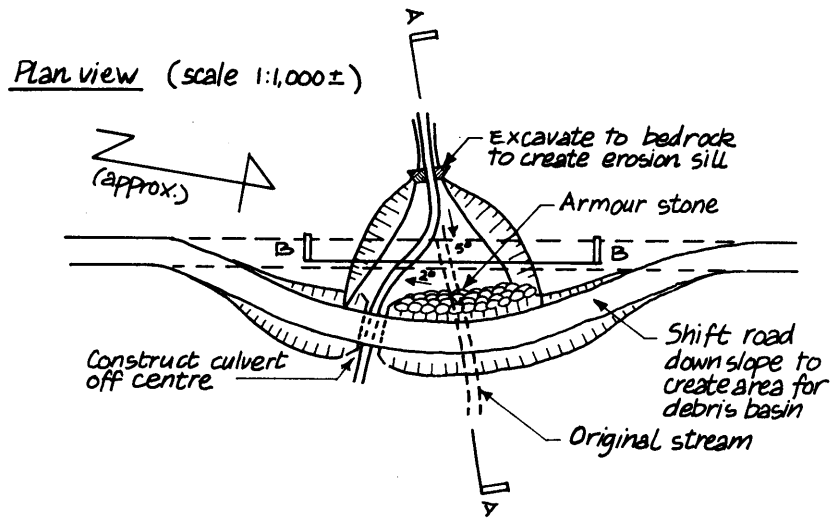 A
Plan view (scale 1:1,000±)
Excavate to bedrock
to create erosion sill
(approx.)
Armour stone
B
5°
B
2°
Construct culvert
off centre
Shift road
down slope to
create area for
debris basin
Original stream
A